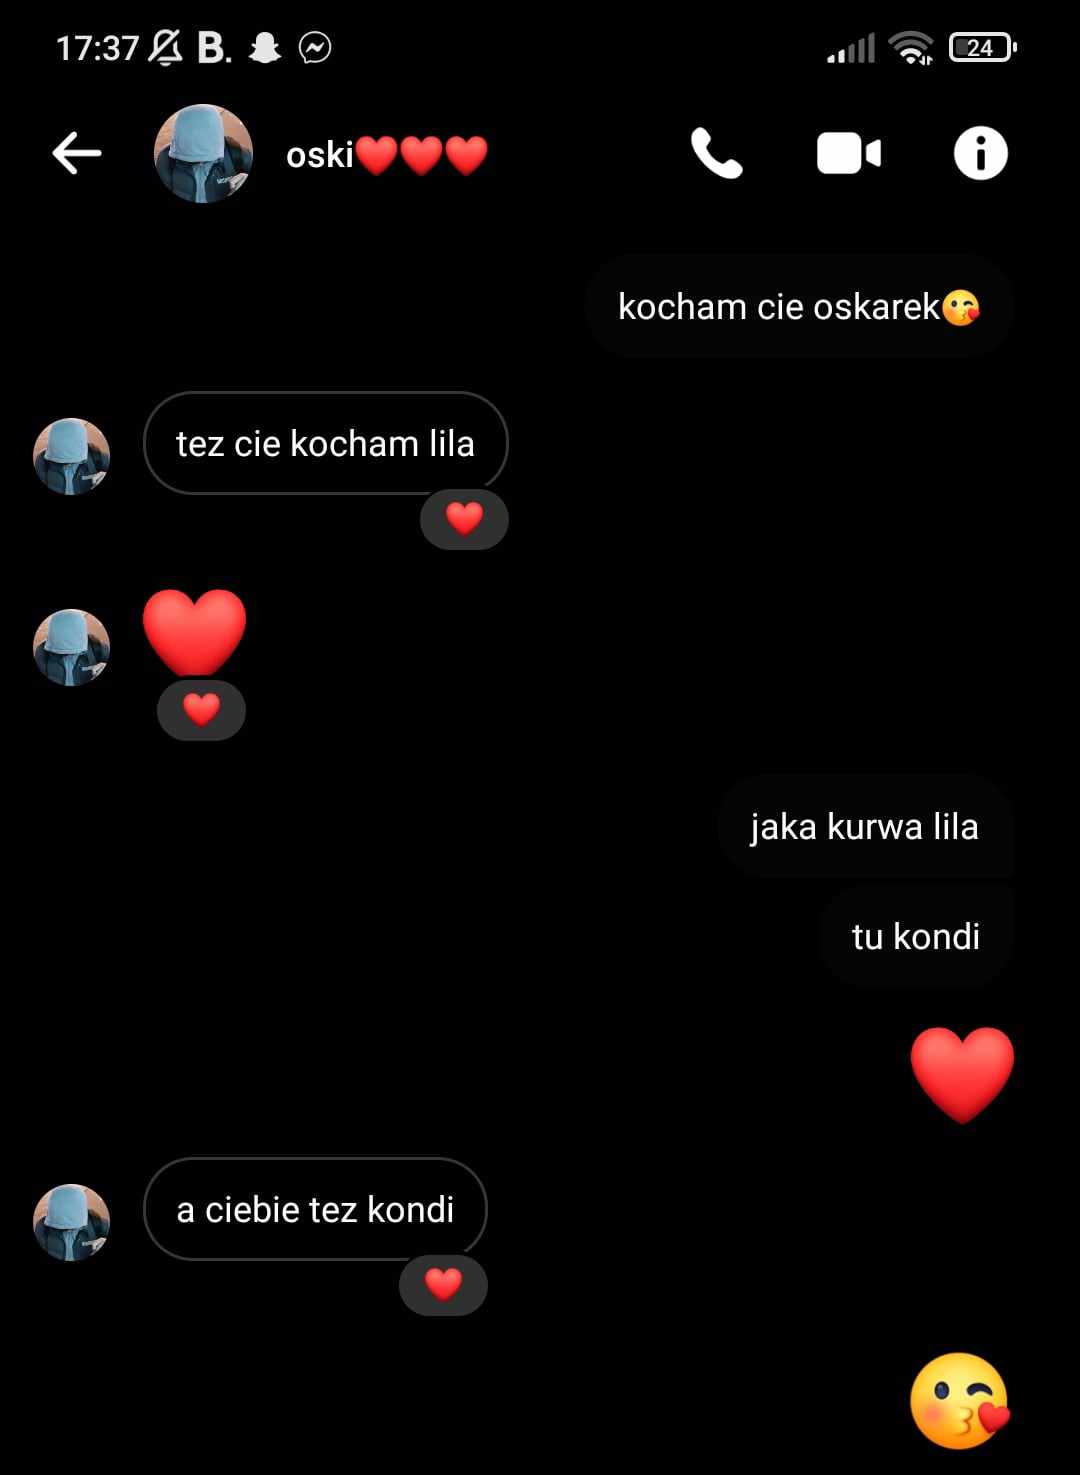 17:37 B. 24
oski❤️❤️❤️
kocham cie oskarek😘
tez cie kocham lila
❤️
❤️
❤️
jaka kurwa lila
tu kondi
❤️
a ciebie tez kondi
❤️
😘